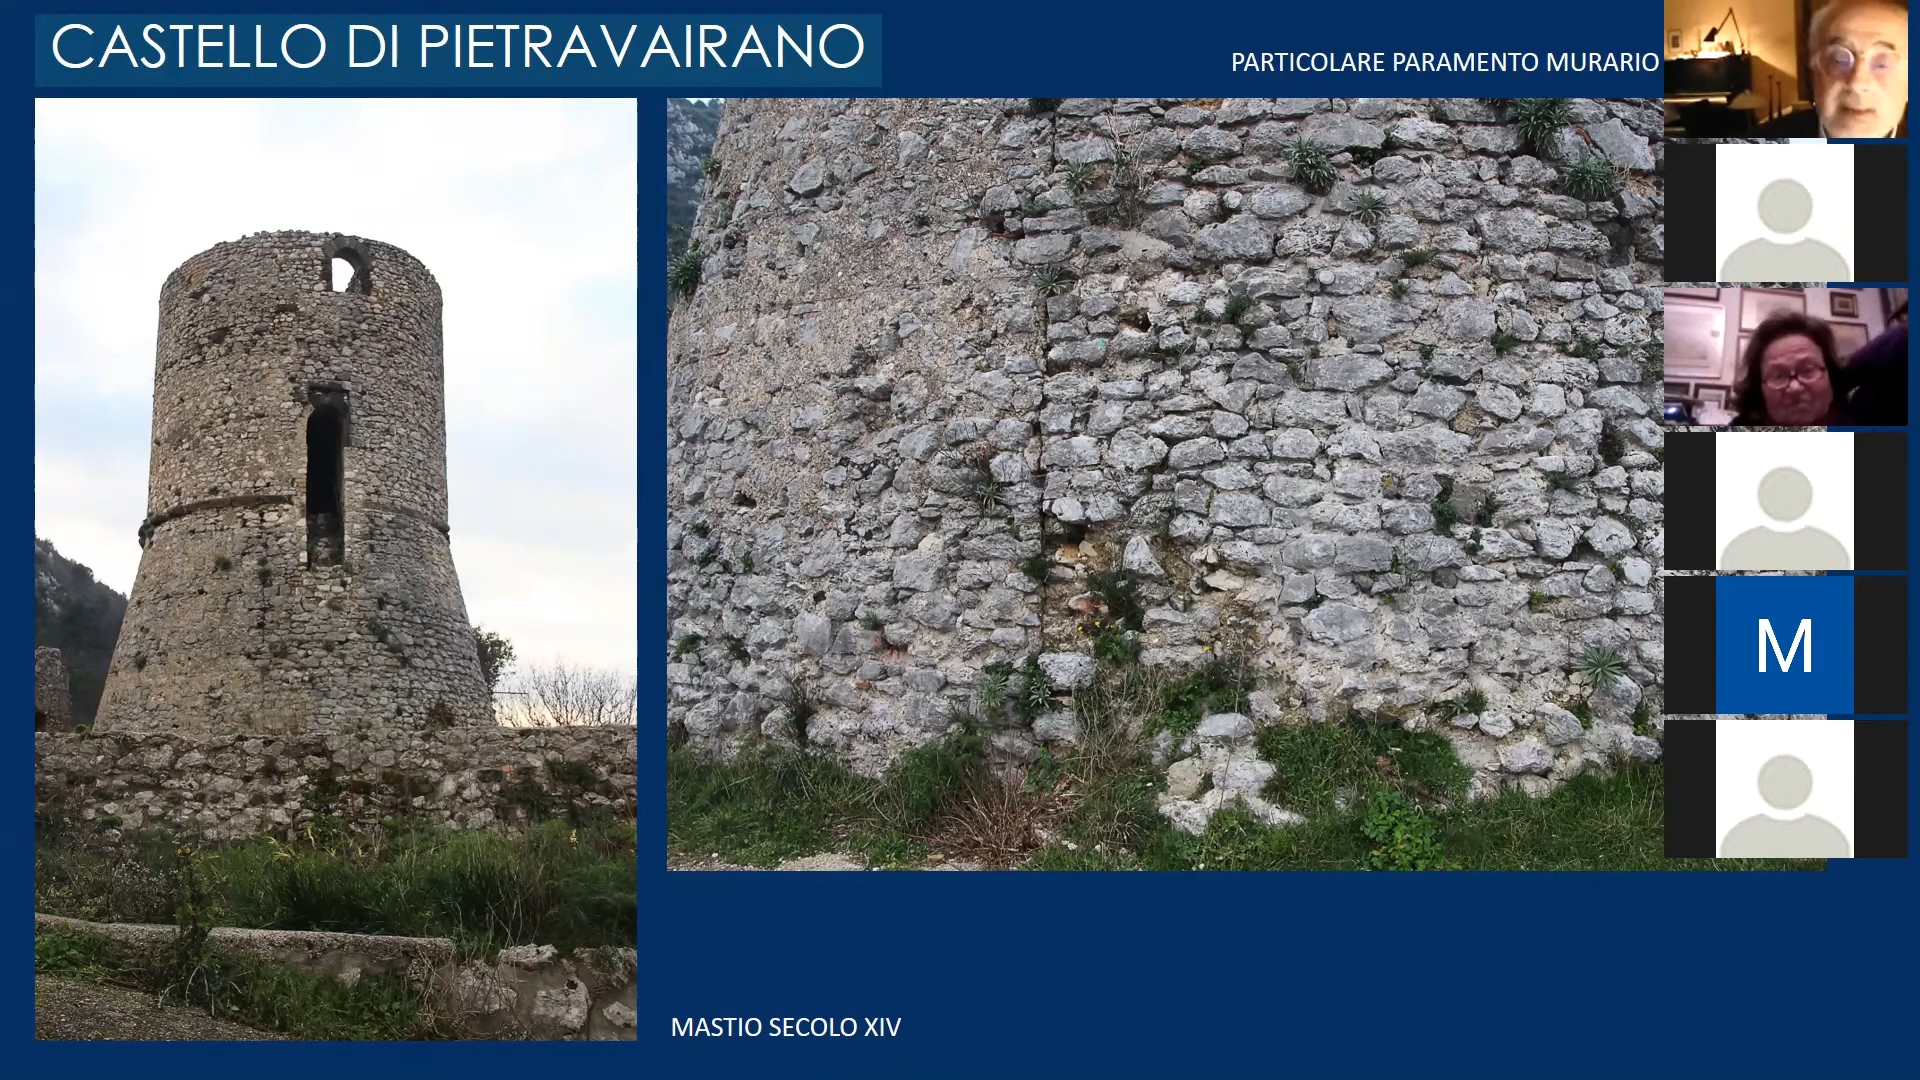 CASTELLO DI PIETRAVAIRANO
PARTICOLARE PARAMENTO MURARIO
M
MASTIO SECOLO XIV